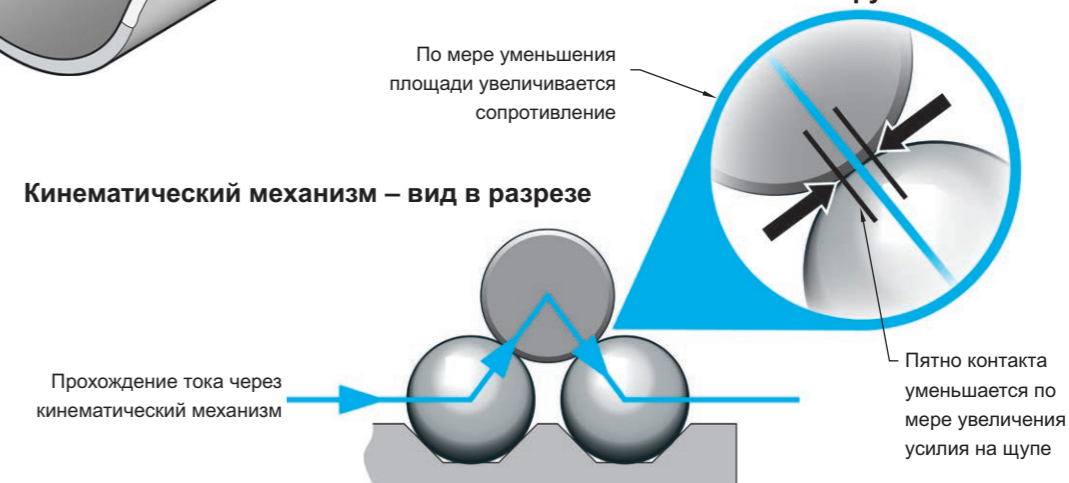 По мере уменьшения
площади увеличивается
сопротивление
Кинематический механизм – вид в разрезе
Прохождение тока через
кинематический механизм
Пятно контакта
уменьшается по
мере увеличения
усилия на щупе